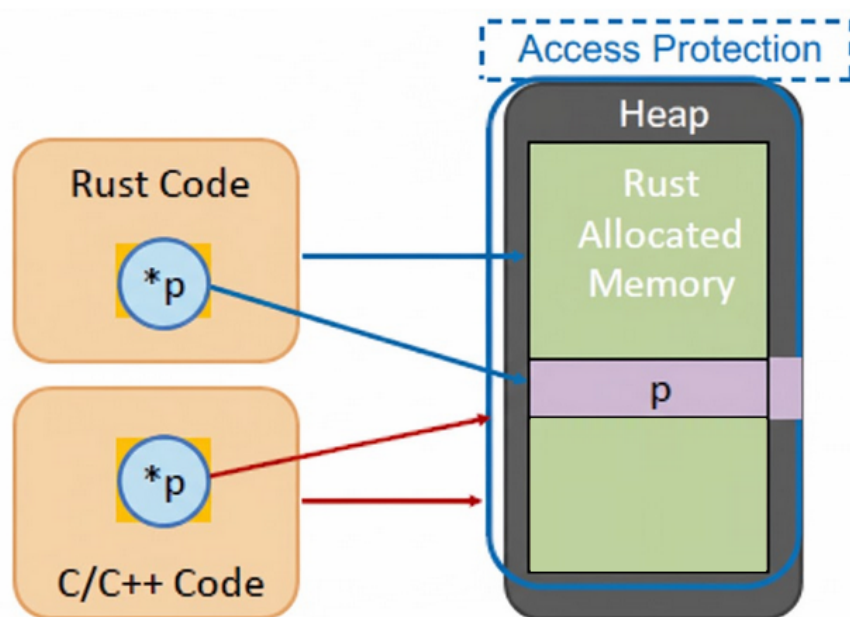 Access Protection
Heap
Rust Code
*p
Rust
Allocated
Memory
p
*p
C/C++ Code